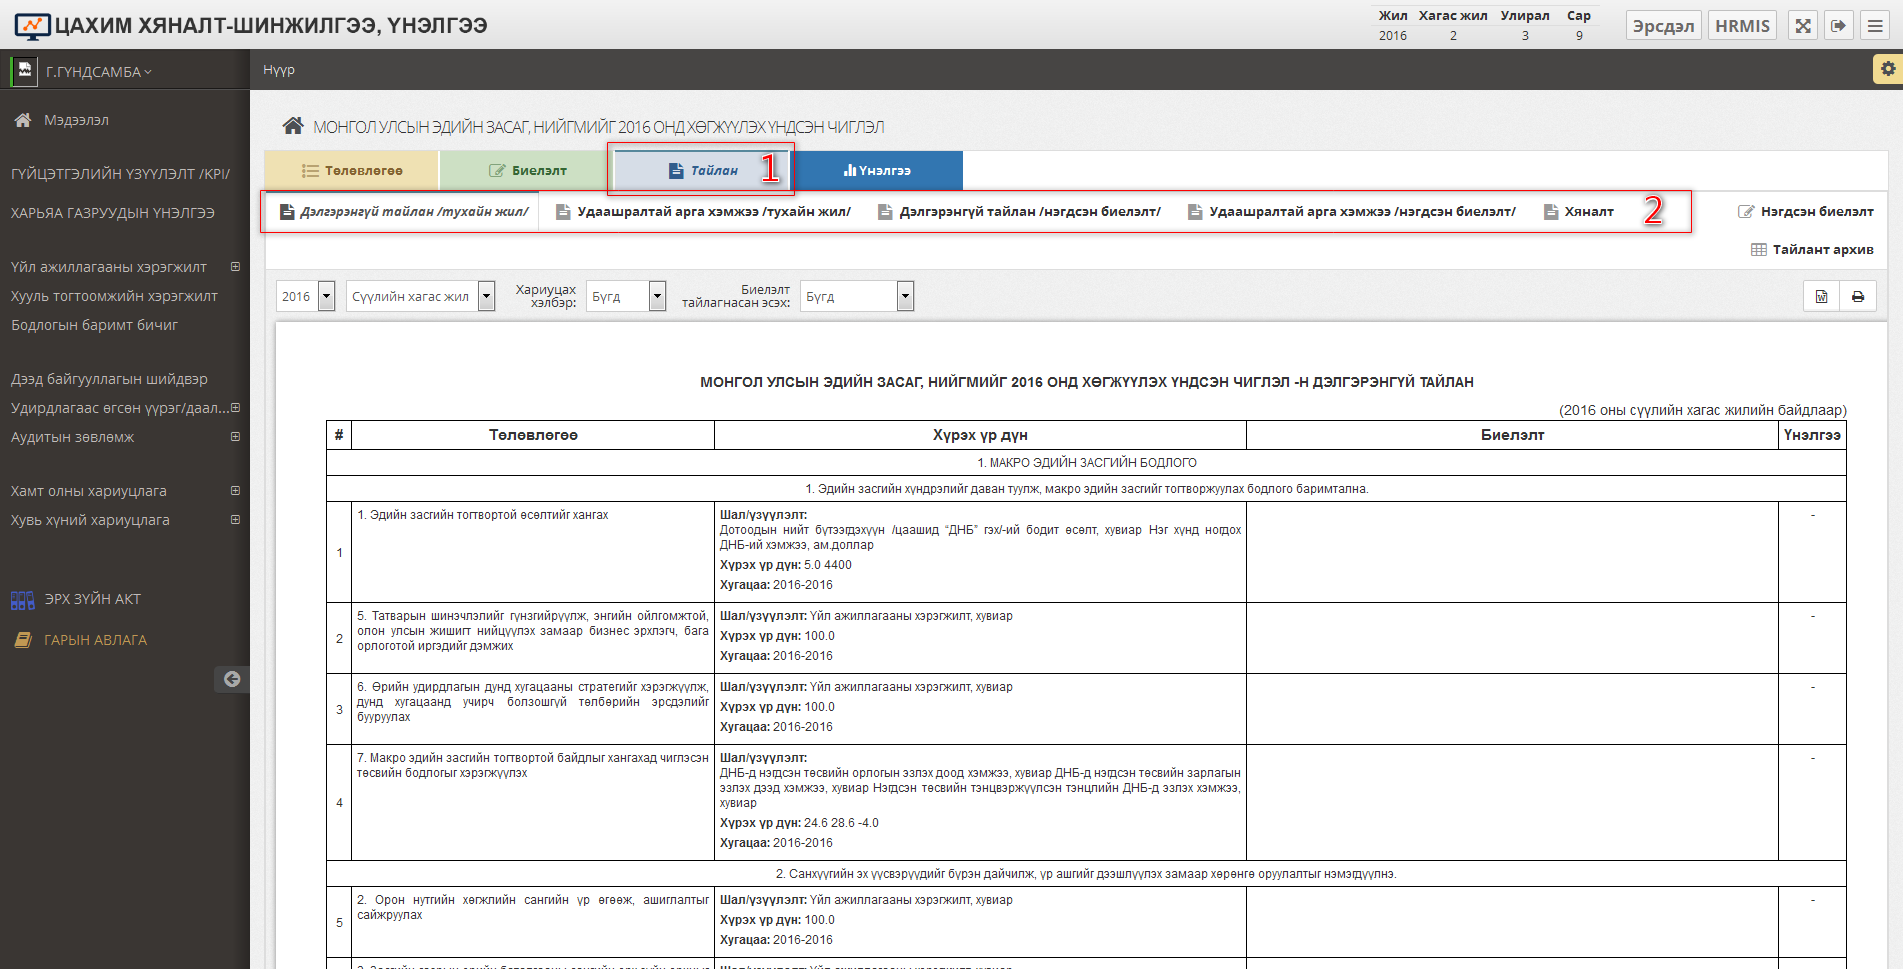 ЦАХИМ ХЯНАЛТ-ШИНЖИЛГЭЭ, ҮНЭЛГЭЭ
Жил Хагас жил Улирал Сар
2016 2 3 9
Эрсдэл HRMIS
Г.ГҮНДСАМБА
Нүүр
Мэдээлэл
ГҮЙЦЭТГЭЛИЙН ҮЗҮҮЛЭЛТ /KPI/
ХАРЬЯА ГАЗРУУДЫН ҮНЭЛГЭЭ
Үйл ажиллагааны хэрэгжилт
Хууль тогтоомжийн хэрэгжилт
Бодлогын баримт бичиг
Дээд байгууллагын шийдвэр
Удирдлагаас өгсөн үүрэг/даал...
Аудитын зөвлөмж
Хамт олны хариуцлага
Хувь хүний хариуцлага
ЭРХ ЗҮЙН АКТ
ГАРЫН АВЛАГА
МОНГОЛ УЛСЫН ЭДИЙН ЗАСАГ, НИЙГМИЙГ 2016 ОНД ХӨГЖҮҮЛЭХ ҮНДСЭН ЧИГЛЭЛ
Төлөвлөгөө Биелэлт Тайлан 1 Үнэлгээ
Дэлгэрэнгүй тайлан /тухайн жил/ Удаашралтай арга хэмжээ /тухайн жил/ Дэлгэрэнгүй тайлан /нэгдсэн биелэлт/ Удаашралтай арга хэмжээ /нэгдсэн биелэлт/ Хяналт 2 Нэгдсэн биелэлт
Тайлант архив
2016 Сүүлийн хагас жил Хариуцах хэлбэр: Бүгд Биелэлт тайлагнасан эсэх: Бүгд
МОНГОЛ УЛСЫН ЭДИЙН ЗАСАГ, НИЙГМИЙГ 2016 ОНД ХӨГЖҮҮЛЭХ ҮНДСЭН ЧИГЛЭЛ -Н ДЭЛГЭРЭНГҮЙ ТАЙЛАН
(2016 оны сүүлийн хагас жилийн байдлаар)
# Төлөвлөгөө Хүрэх үр дүн Биелэлт Үнэлгээ
1. МАКРО ЭДИЙН ЗАСГИЙН БОДЛОГО
1. Эдийн засгийн хүндрэлийг даван туулж, макро эдийн засгийг тогтворжуулах бодлого баримтална.
1
1. Эдийн засгийн тогтвортой өсөлтийг хангах
Шал/үзүүлэлт:
Дотоодын нийт бүтээгдэхүүн /цаашид “ДНБ” гэх/-ий бодит өсөлт, хувиар Нэг хүнд ногдох
ДНБ-ий хэмжээ, ам.доллар
Хүрэх үр дүн: 5.0 4400
Хугацаа: 2016-2016
-
2
5. Татварын шинэчлэлийг гүнзгийрүүлж, энгийн ойлгомжтой,
олон улсын жишигт нийцүүлэх замаар бизнес эрхлэгч, бага
орлоготой иргэдийг дэмжих
Шал/үзүүлэлт: Үйл ажиллагааны хэрэгжилт, хувиар
Хүрэх үр дүн: 100.0
Хугацаа: 2016-2016
-
3
6. Өрийн удирдлагын дунд хугацааны стратегийг хэрэгжүүлж,
дунд хугацаанд учирч болзошгүй төлбөрийн эрсдэлийг
бууруулах
Шал/үзүүлэлт: Үйл ажиллагааны хэрэгжилт, хувиар
Хүрэх үр дүн: 100.0
Хугацаа: 2016-2016
-
4
7. Макро эдийн засгийн тогтвортой байдлыг хангахад чиглэсэн
төсвийн бодлогыг хэрэгжүүлэх
Шал/үзүүлэлт:
ДНБ-д нэгдсэн төсвийн орлогын эзлэх доод хэмжээ, хувиар ДНБ-д нэгдсэн төсвийн зарлагын
эзлэх дээд хэмжээ, хувиар Нэгдсэн төсвийн тэнцвэржүүлсэн тэнцлийн ДНБ-д эзлэх хэмжээ,
хувиар
Хүрэх үр дүн: 24.6 28.6 -4.0
Хугацаа: 2016-2016
-
2. Санхүүгийн эх үүсвэрүүдийг бүрэн дайчилж, үр ашгийг дээшлүүлэх замаар хөрөнгө оруулалтыг нэмэгдүүлнэ.
5
2. Орон нутгийн хөгжлийн сангийн үр өгөөж, ашиглалтыг
сайжруулах
Шал/үзүүлэлт: Үйл ажиллагааны хэрэгжилт, хувиар
Хүрэх үр дүн: 100.0
Хугацаа: 2016-2016
-